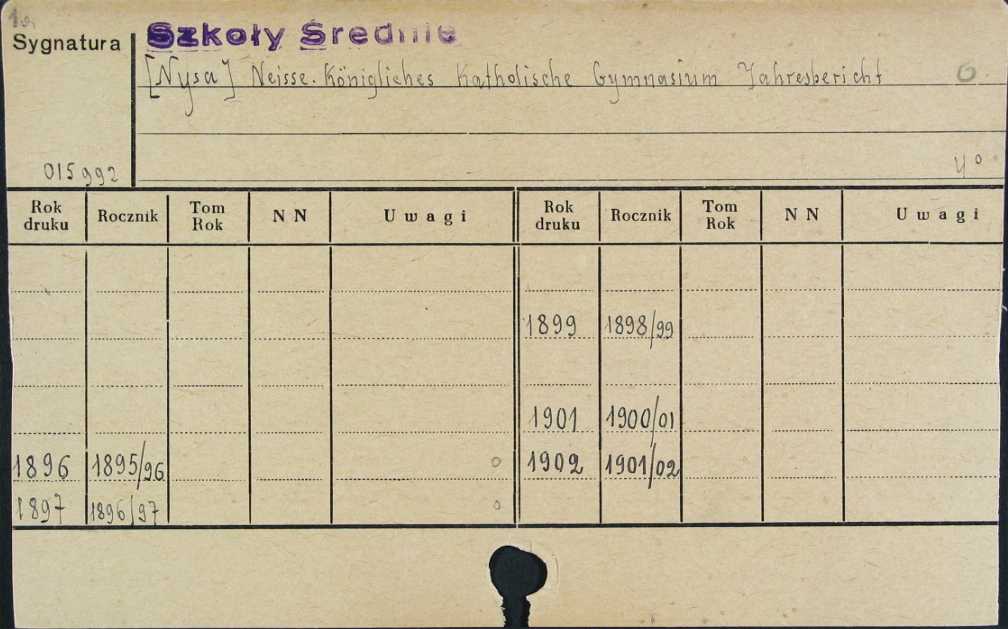 1a
Sygnatura
Szkoły Średnie
[Nysa] Neisse. Königliches Katholische Gymnasium Jahresbericht 6.
015992
4°
Rok druku Rocznik Tom Rok N N Uwagi Rok druku Rocznik Tom Rok N N Uwagi
1899 1898/99
1901 1900/01
1896 1895/96 o 1902 1901/02
1897 1896/97 o